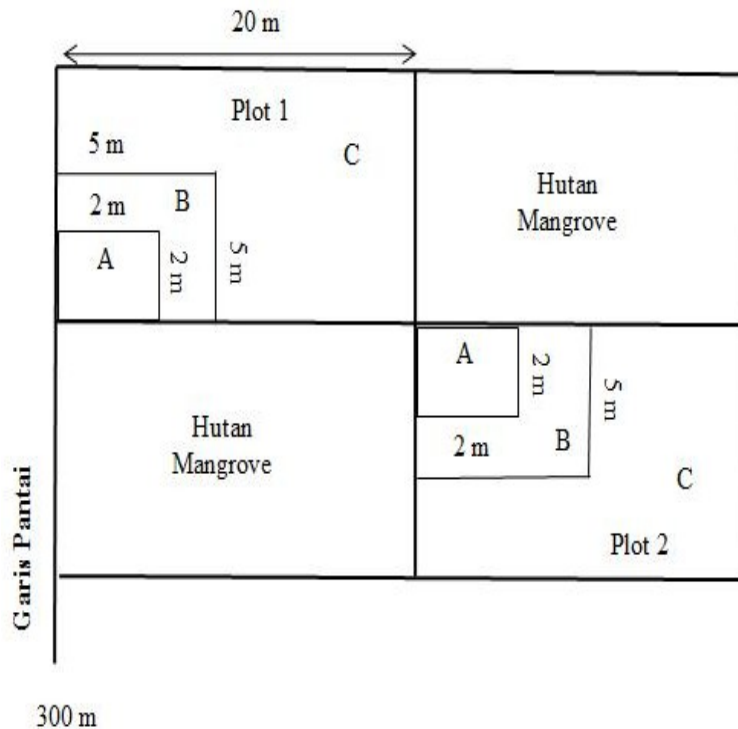 20 m
Plot 1
5 m
C
2 m
B
A
2 m
5 m
Hutan
Mangrove
Hutan
Mangrove
A
2 m
5 m
2 m
B
C
Plot 2
Garis Pantai
300 m